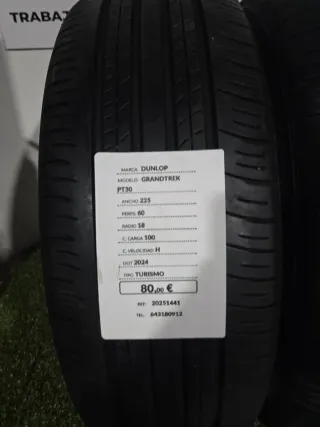 TRABAJ
MARCA: DUNLOP
MODELO: GRANDTREK
PT30
ANCHO: 225
PERFIL: 60
RADIO: 18
C. CARGA: 100
C. VELOCIDAD: H
DOT: 2024
TIPO: TURISMO
80,00 €
REF: 20251441
TEL: 643180912